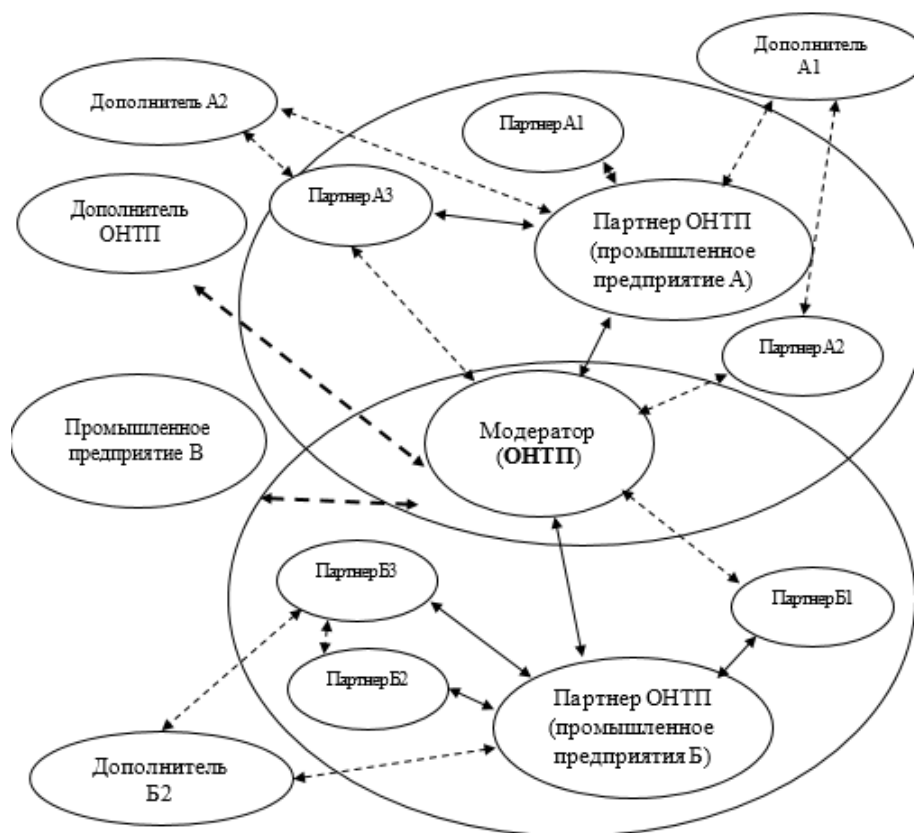 Дополнитель
А1
Дополнитель А2
Партнер А1
Партнер А3
Дополнитель
ОНТП
Партнер ОНТП
(промышленное
предприятие А)
Партнер А2
Промышленное
предприятие В
Модератор
(ОНТП)
Партнер Б3
Партнер Б1
Партнер Б2
Партнер ОНТП
(промышленное
предприятия Б)
Дополнитель
Б2